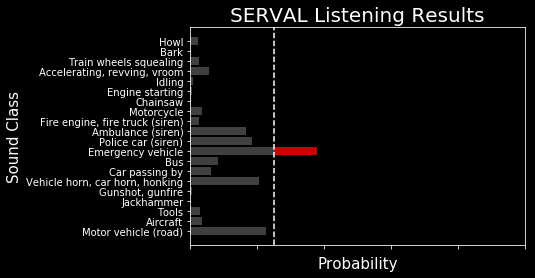 SERVAL Listening Results
Sound Class
Howl
Bark
Train wheels squealing
Accelerating, revving, vroom
Idling
Engine starting
Chainsaw
Motorcycle
Fire engine, fire truck (siren)
Ambulance (siren)
Police car (siren)
Emergency vehicle
Bus
Car passing by
Vehicle horn, car horn, honking
Gunshot, gunfire
Jackhammer
Tools
Aircraft
Motor vehicle (road)
Probability